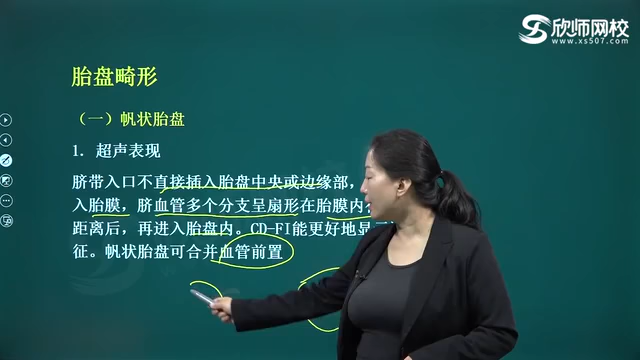 欣师网校
www.xs507.com
胎盘畸形
（一）帆状胎盘
1. 超声表现
脐带入口不直接插入胎盘中央或边缘部，
入胎膜，脐血管多个分支呈扇形在胎膜内
距离后，再进入胎盘内。CD-FI能更好地显
征。帆状胎盘可合并血管前置